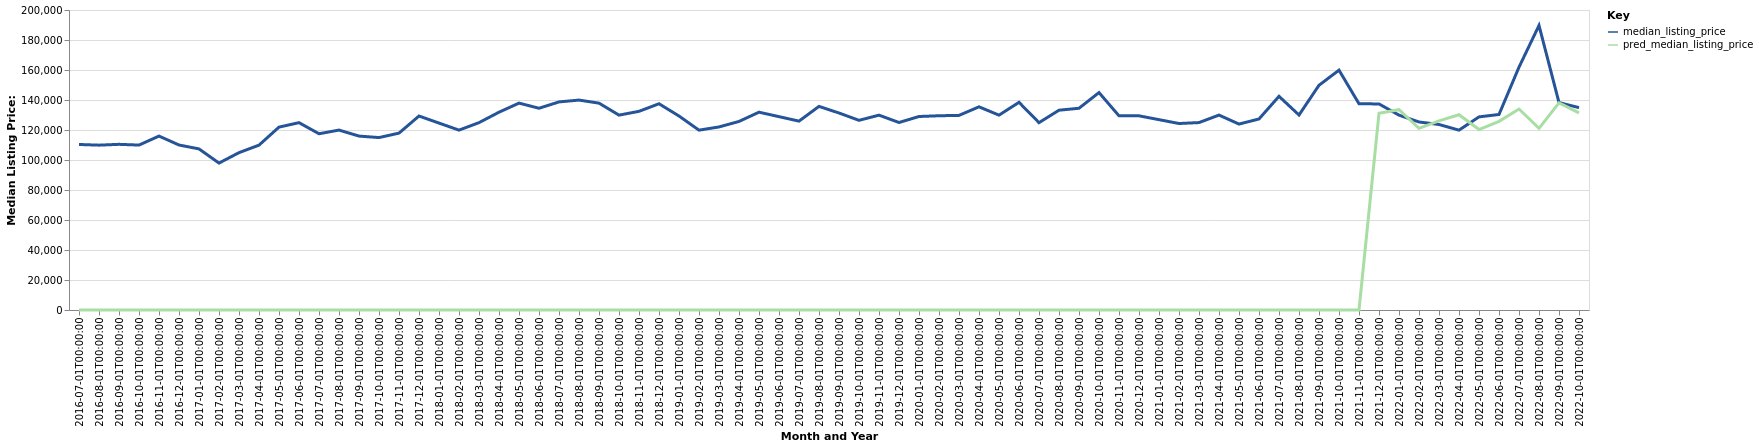 200,000
180,000
160,000
140,000
120,000
100,000
80,000
60,000
40,000
20,000
0
Median Listing Price:
2016-07-01T00:00:00
2016-08-01T00:00:00
2016-09-01T00:00:00
2016-10-01T00:00:00
2016-11-01T00:00:00
2016-12-01T00:00:00
2017-01-01T00:00:00
2017-02-01T00:00:00
2017-03-01T00:00:00
2017-04-01T00:00:00
2017-05-01T00:00:00
2017-06-01T00:00:00
2017-07-01T00:00:00
2017-08-01T00:00:00
2017-09-01T00:00:00
2017-10-01T00:00:00
2017-11-01T00:00:00
2017-12-01T00:00:00
2018-01-01T00:00:00
2018-02-01T00:00:00
2018-03-01T00:00:00
2018-04-01T00:00:00
2018-05-01T00:00:00
2018-06-01T00:00:00
2018-07-01T00:00:00
2018-08-01T00:00:00
2018-09-01T00:00:00
2018-10-01T00:00:00
2018-11-01T00:00:00
2018-12-01T00:00:00
2019-01-01T00:00:00
2019-02-01T00:00:00
2019-03-01T00:00:00
2019-04-01T00:00:00
2019-05-01T00:00:00
2019-06-01T00:00:00
2019-07-01T00:00:00
2019-08-01T00:00:00
2019-09-01T00:00:00
2019-10-01T00:00:00
2019-11-01T00:00:00
2019-12-01T00:00:00
2020-01-01T00:00:00
2020-02-01T00:00:00
2020-03-01T00:00:00
2020-04-01T00:00:00
2020-05-01T00:00:00
2020-06-01T00:00:00
2020-07-01T00:00:00
2020-08-01T00:00:00
2020-09-01T00:00:00
2020-10-01T00:00:00
2020-11-01T00:00:00
2020-12-01T00:00:00
2021-01-01T00:00:00
2021-02-01T00:00:00
2021-03-01T00:00:00
2021-04-01T00:00:00
2021-05-01T00:00:00
2021-06-01T00:00:00
2021-07-01T00:00:00
2021-08-01T00:00:00
2021-09-01T00:00:00
2021-10-01T00:00:00
2021-11-01T00:00:00
2021-12-01T00:00:00
2022-01-01T00:00:00
2022-02-01T00:00:00
2022-03-01T00:00:00
2022-04-01T00:00:00
2022-05-01T00:00:00
2022-06-01T00:00:00
2022-07-01T00:00:00
2022-08-01T00:00:00
2022-09-01T00:00:00
2022-10-01T00:00:00
Month and Year
Key
median_listing_price
pred_median_listing_price